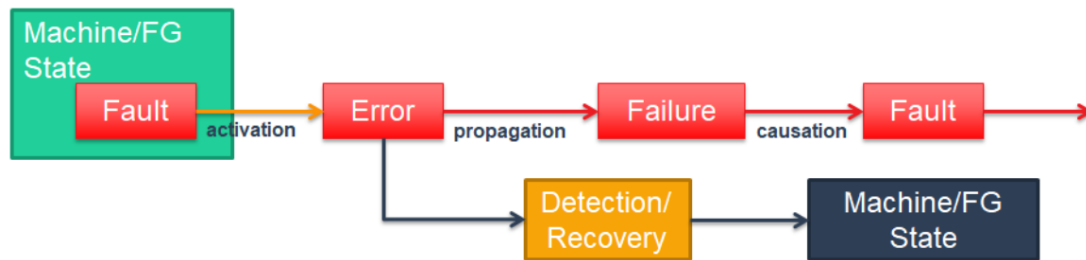 Machine/FG
State
Fault
activation
Error
propagation
Failure
causation
Fault
Detection/
Recovery
Machine/FG
State